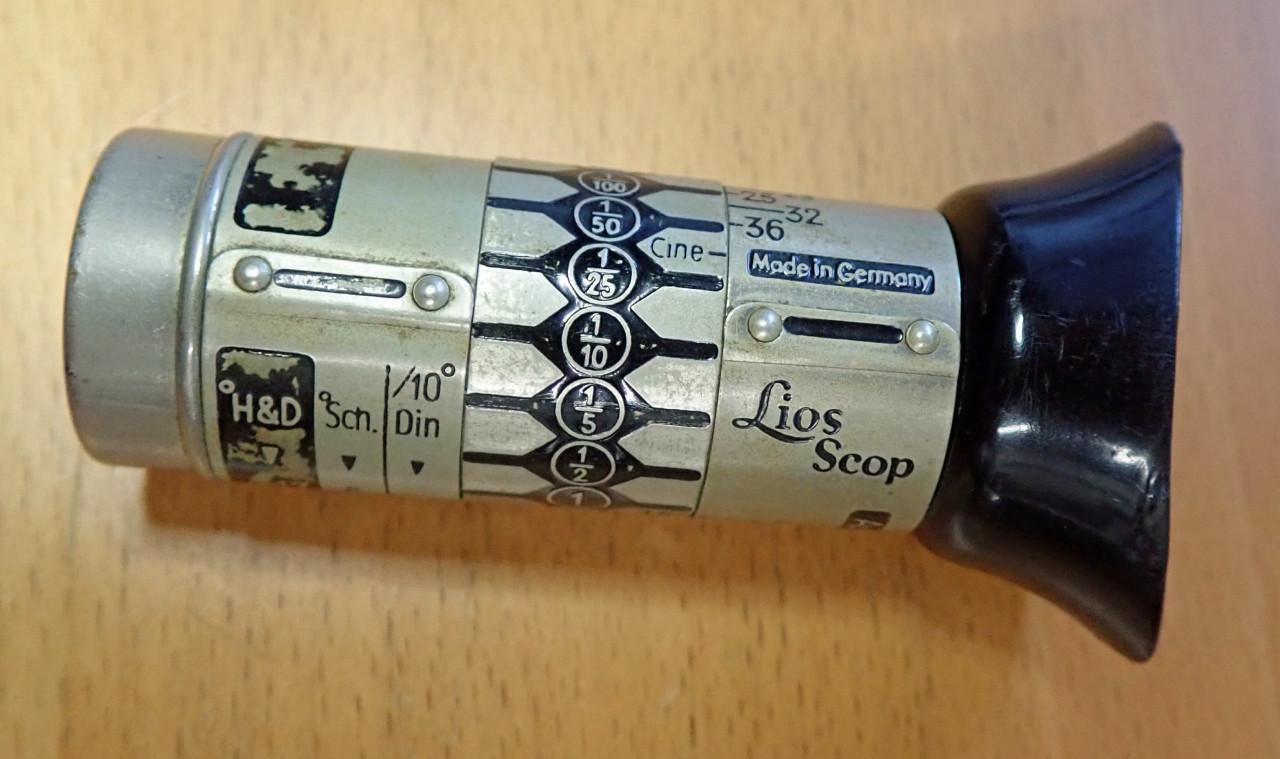 °H&D
°Sch.
/10°
Din
1/100
1/50
1/25
1/10
1/5
1/2
1
Cine
25
32
36
Made in Germany
Lios
Scop